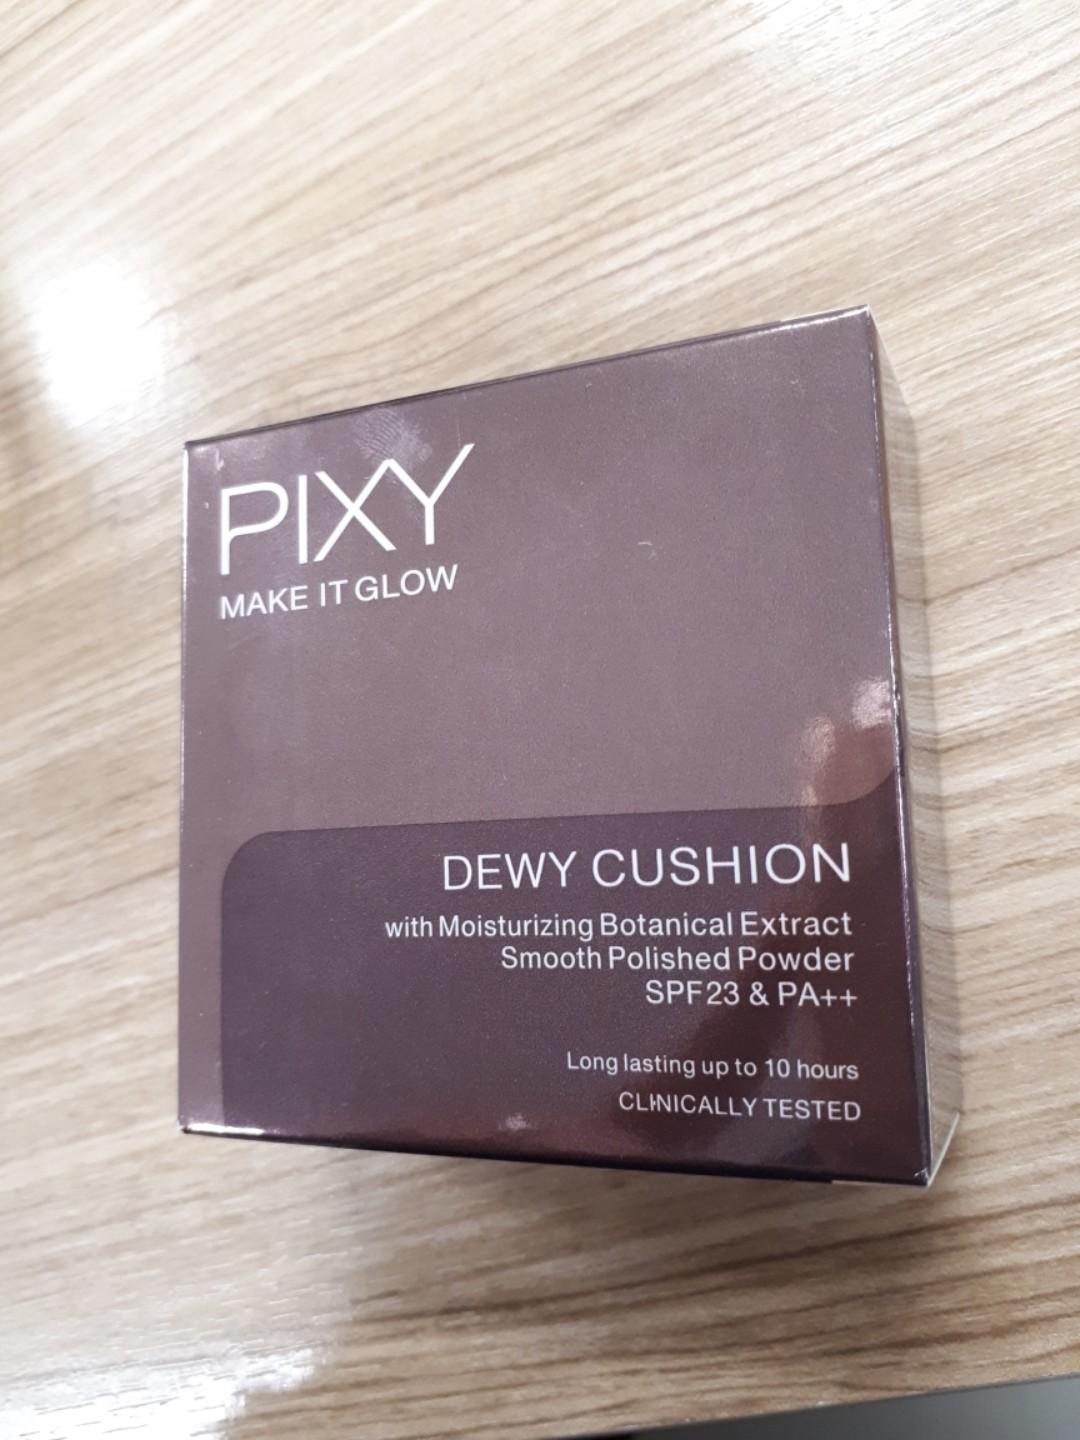 PIXY
MAKE IT GLOW
DEWY CUSHION
with Moisturizing Botanical Extract
Smooth Polished Powder
SPF23 & PA++
Long lasting up to 10 hours
CLINICALLY TESTED